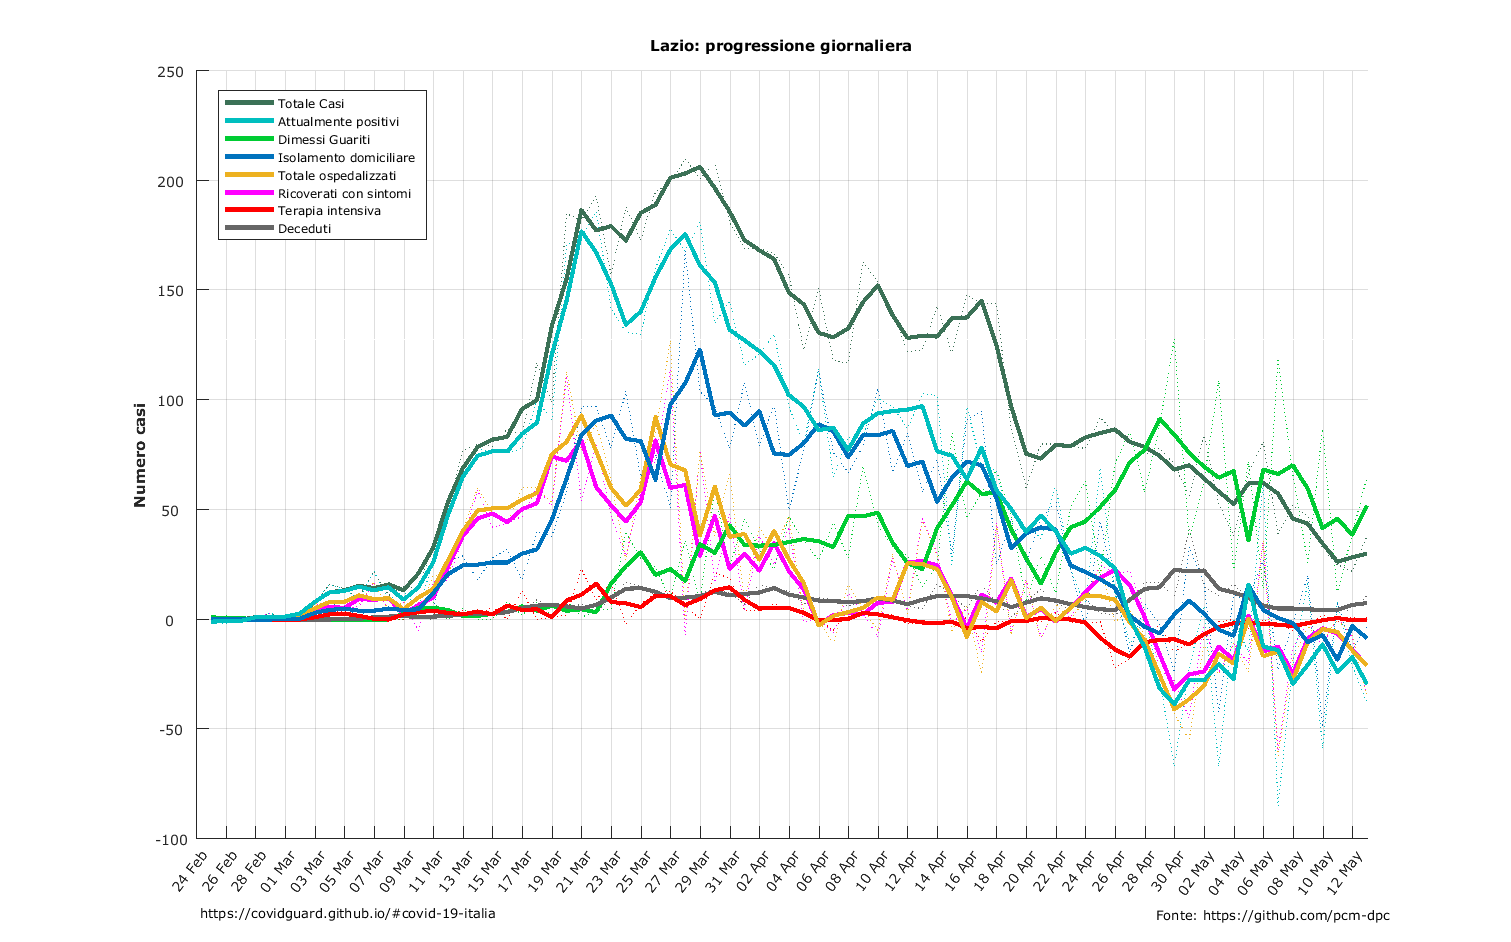 Lazio: progressione giornaliera
250
200
150
100
50
0
-50
-100
Numero casi
Totale Casi
Attualmente positivi
Dimessi Guariti
Isolamento domiciliare
Totale ospedalizzati
Ricoverati con sintomi
Terapia intensiva
Deceduti
24 Feb
26 Feb
28 Feb
01 Mar
03 Mar
05 Mar
07 Mar
09 Mar
11 Mar
13 Mar
15 Mar
17 Mar
19 Mar
21 Mar
23 Mar
25 Mar
27 Mar
29 Mar
31 Mar
02 Apr
04 Apr
06 Apr
08 Apr
10 Apr
12 Apr
14 Apr
16 Apr
18 Apr
20 Apr
22 Apr
24 Apr
26 Apr
28 Apr
30 Apr
02 May
04 May
06 May
08 May
10 May
12 May
https://covidguard.github.io/#covid-19-italia
Fonte: https://github.com/pcm-dpc